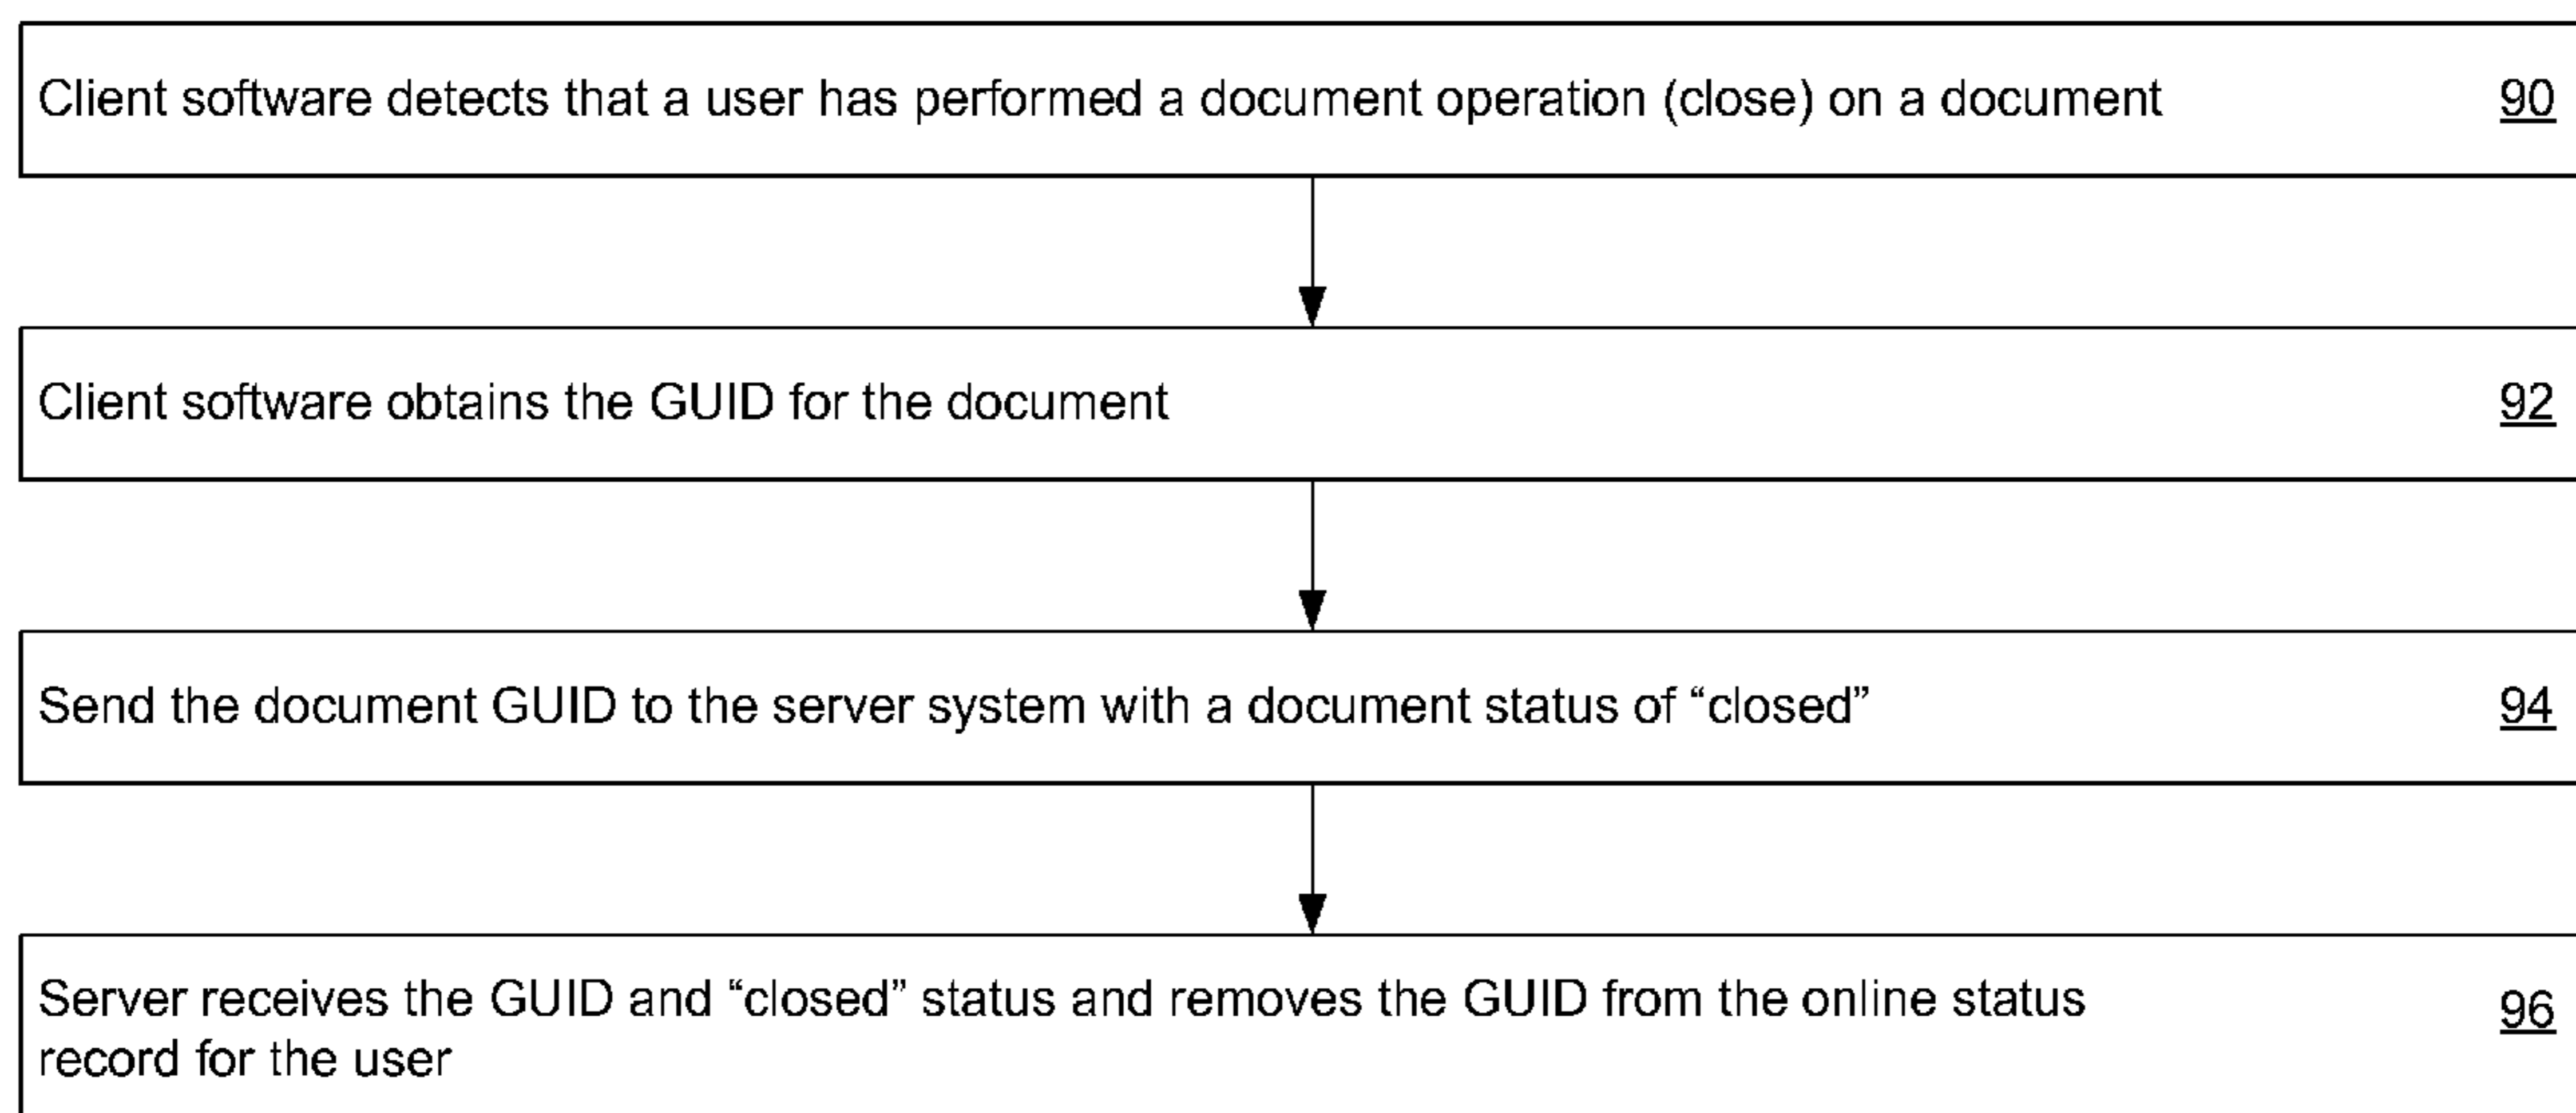 Client software detects that a user has performed a document operation (close) on a document 90
Client software obtains the GUID for the document 92
Send the document GUID to the server system with a document status of “closed” 94
Server receives the GUID and “closed” status and removes the GUID from the online status 96
record for the user